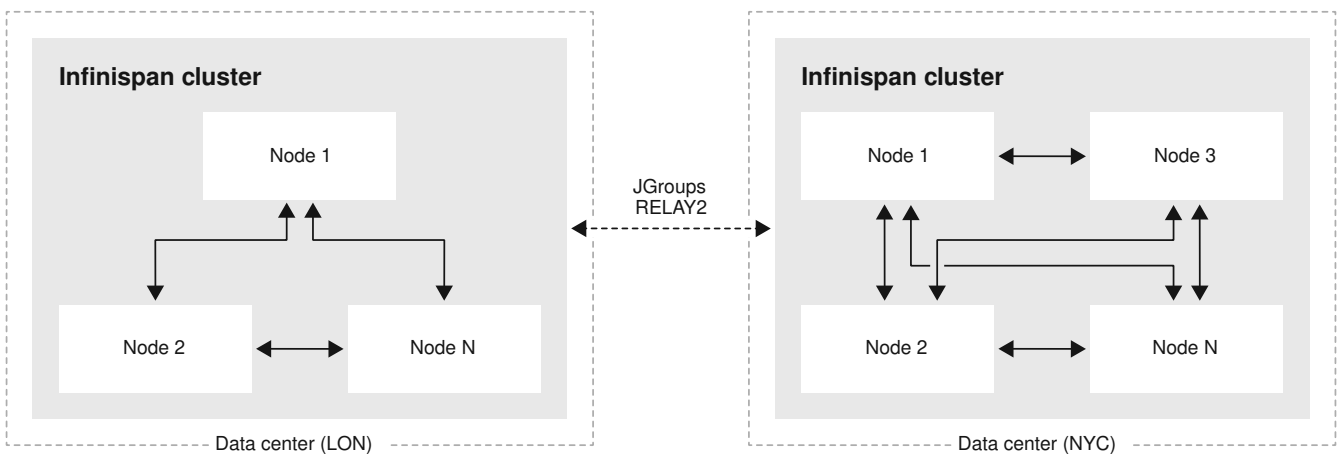 Infinispan cluster
Node 1
Node 2
Node N
Data center (LON)
JGroups
RELAY2
Infinispan cluster
Node 1
Node 3
Node 2
Node N
Data center (NYC)